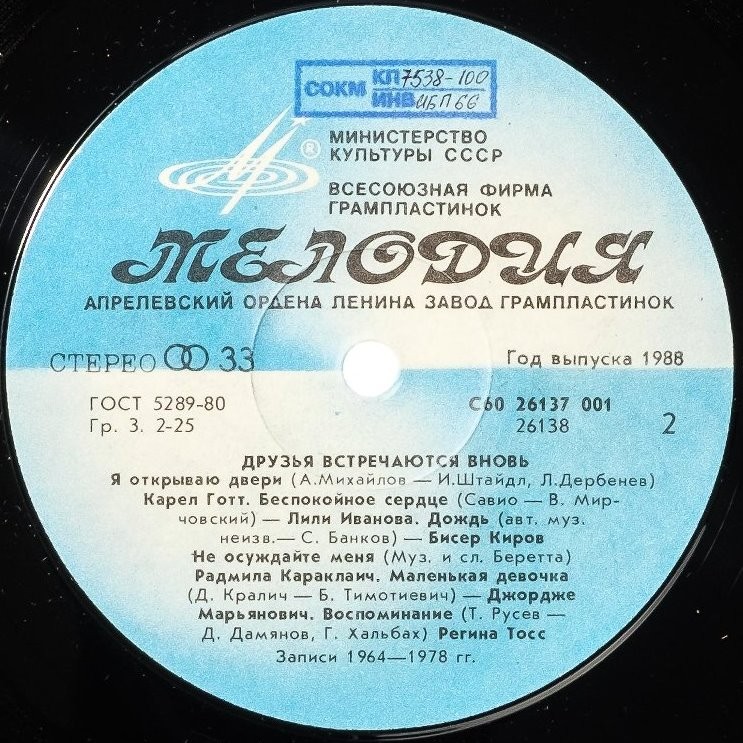 СОКМ КП 7538-100
ИНВ ИБП 66
®
МИНИСТЕРСТВО
КУЛЬТУРЫ СССР
ВСЕСОЮЗНАЯ ФИРМА
ГРАМПЛАСТИНОК
МЕЛОДИЯ
АПРЕЛЕВСКИЙ ОРДЕНА ЛЕНИНА ЗАВОД ГРАМПЛАСТИНОК
СТЕРЕО 33
Год выпуска 1988
ГОСТ 5289-80
Гр. 3. 2-25
С60 26137 001
26138
2
ДРУЗЬЯ ВСТРЕЧАЮТСЯ ВНОВЬ
Я открываю двери (А.Михайлов — И.Штайдл, Л.Дербенев)
Карел Готт. Беспокойное сердце (Савио — В. Мир-
човский) — Лили Иванова. Дождь (авт. муз.
неизв.— С. Банков) — Бисер Киров
Не осуждайте меня (Муз. и сл. Беретта)
Радмила Караклаич. Маленькая девочка
(Д. Кралич — Б. Тимотиевич) — Джордже
Марьянович. Воспоминание (Т. Русев —
Д. Дамянов, Г. Хальбах) Регина Тосс
Записи 1964—1978 гг.